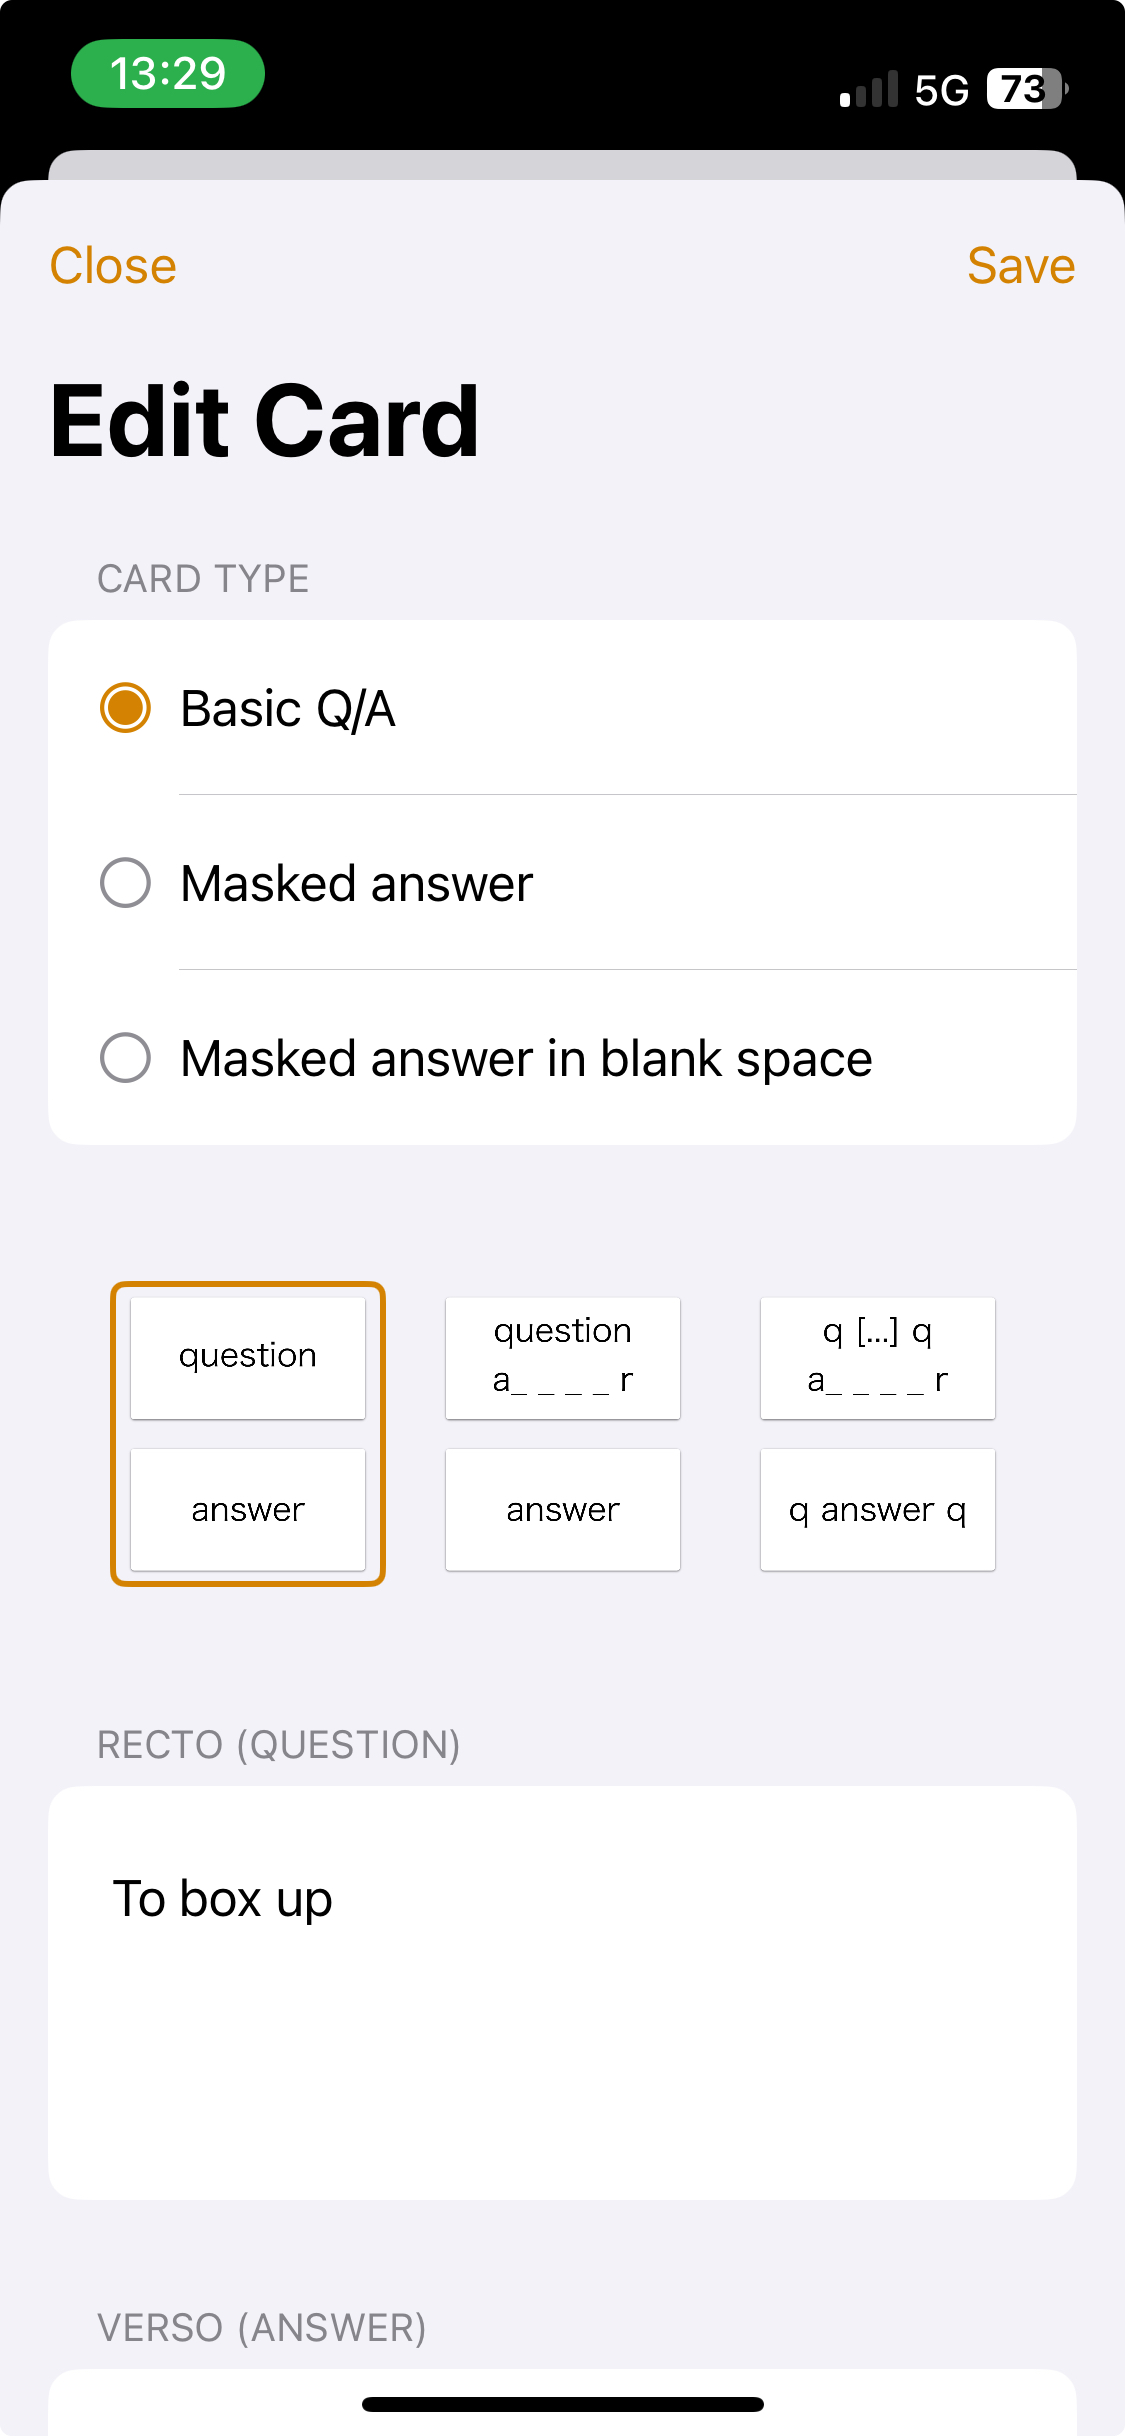 13:29
5G 73
Close
Save
Edit Card
CARD TYPE
Basic Q/A
Masked answer
Masked answer in blank space
question
answer
question
a_ _ _ _ r
answer
q [...] q
a_ _ _ _ r
q answer q
RECTO (QUESTION)
To box up
VERSO (ANSWER)